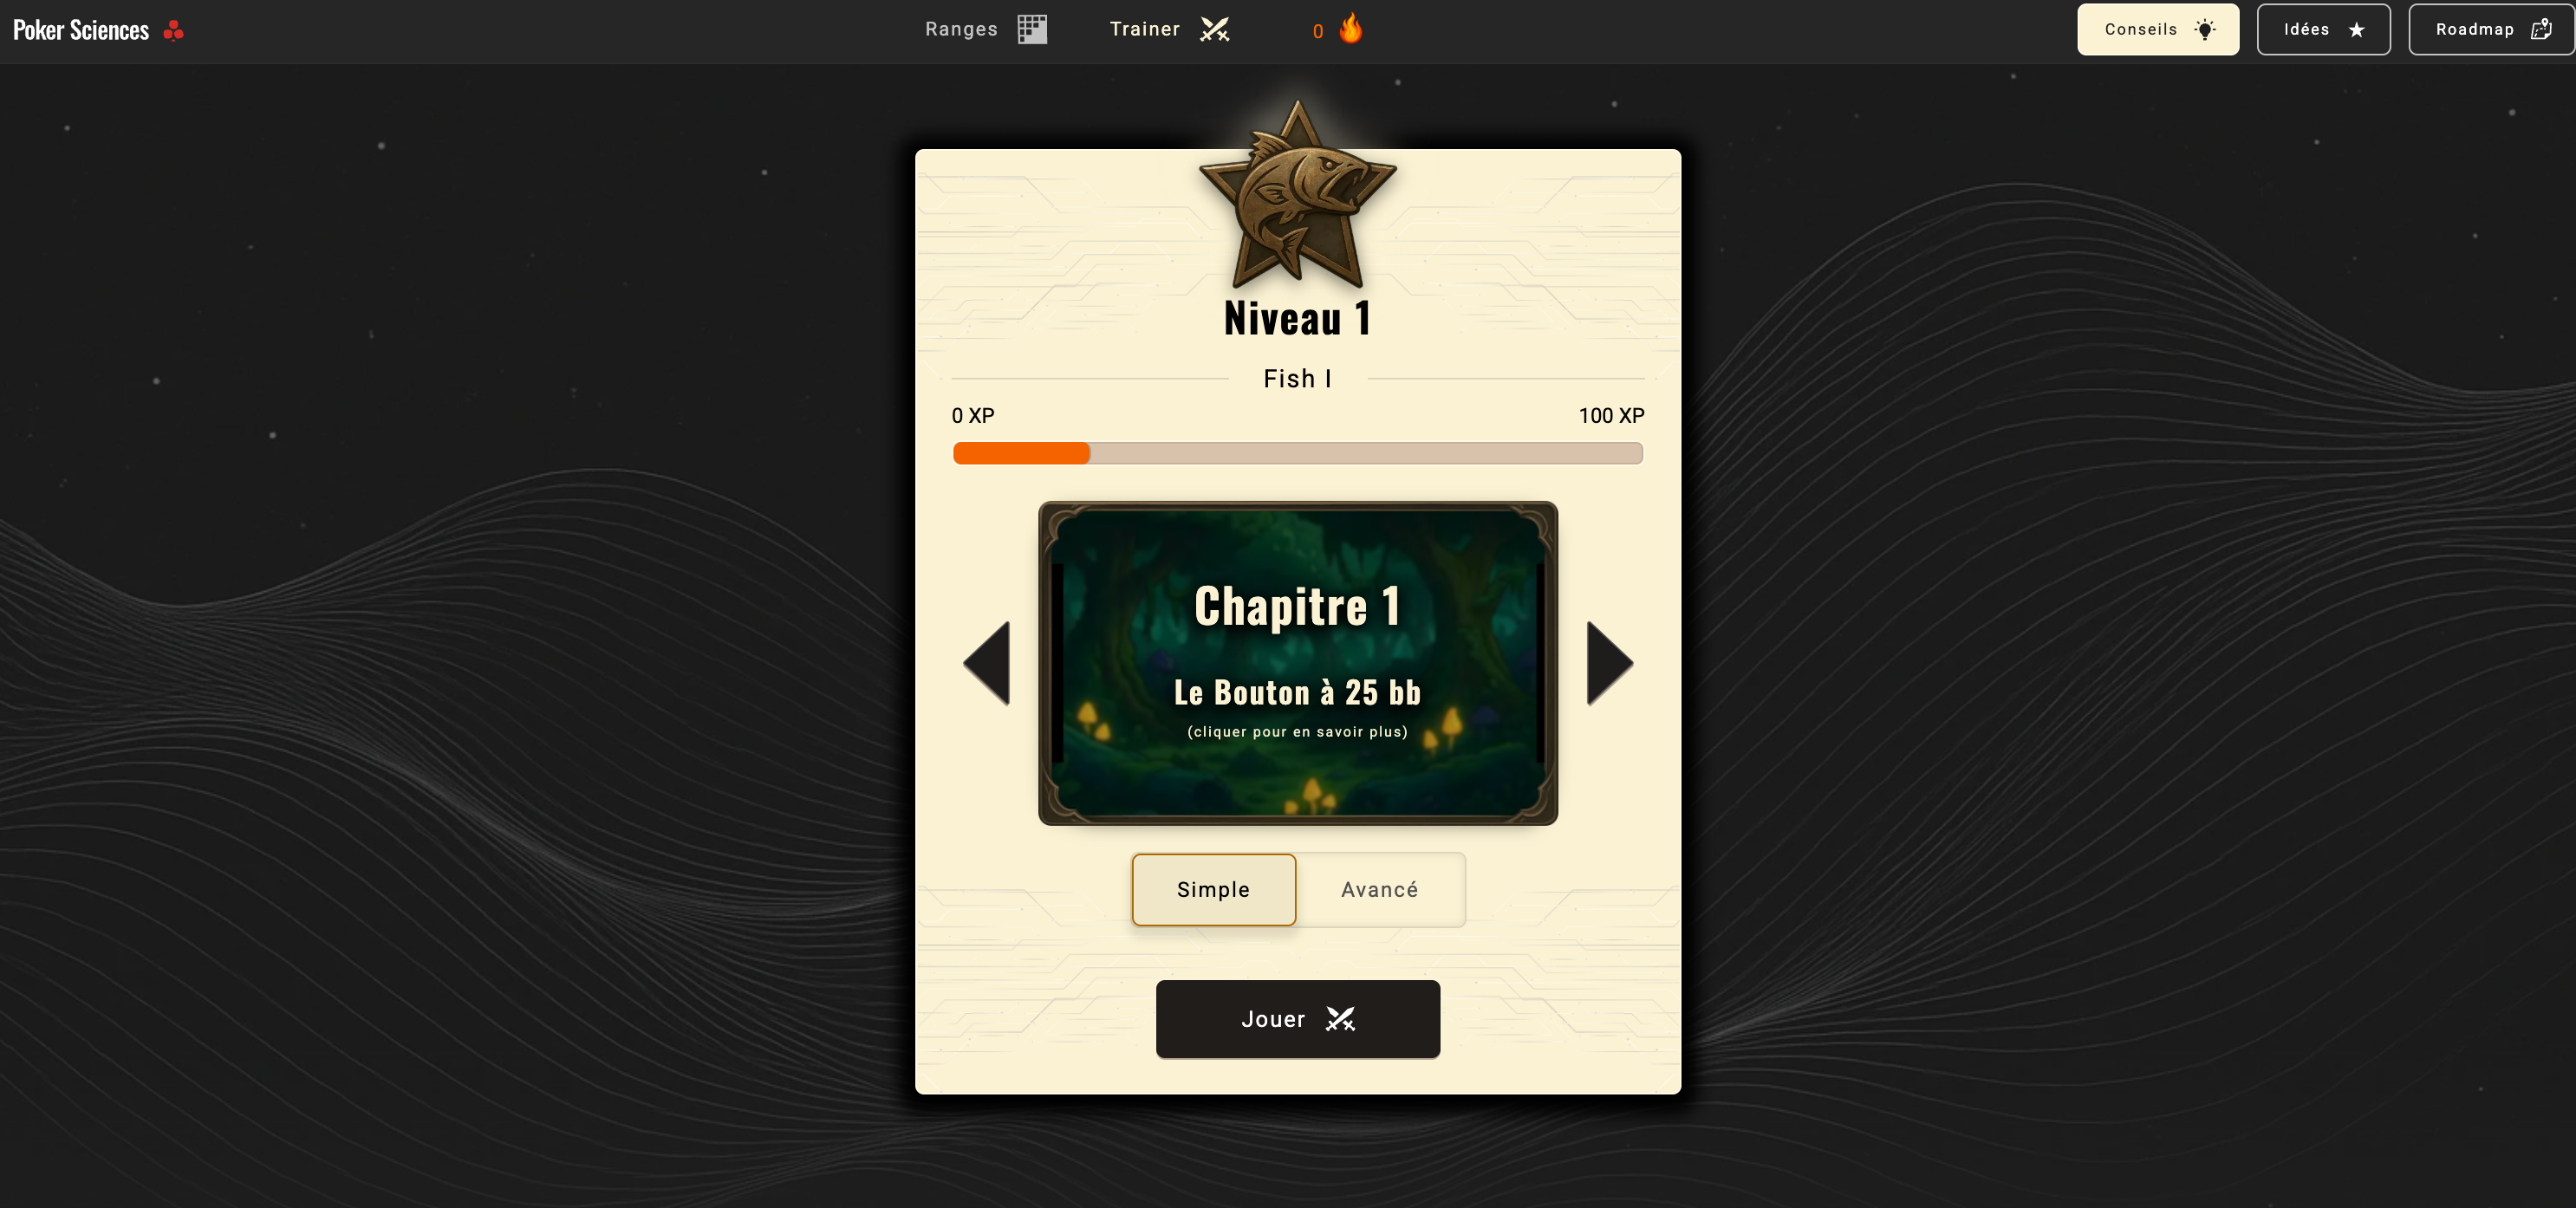 Poker Sciences
Ranges
Trainer
0
Conseils
Idées
Roadmap
Niveau 1
Fish I
0 XP
100 XP
Chapitre 1
Le Bouton à 25 bb
(cliquer pour en savoir plus)
Simple
Avancé
Jouer